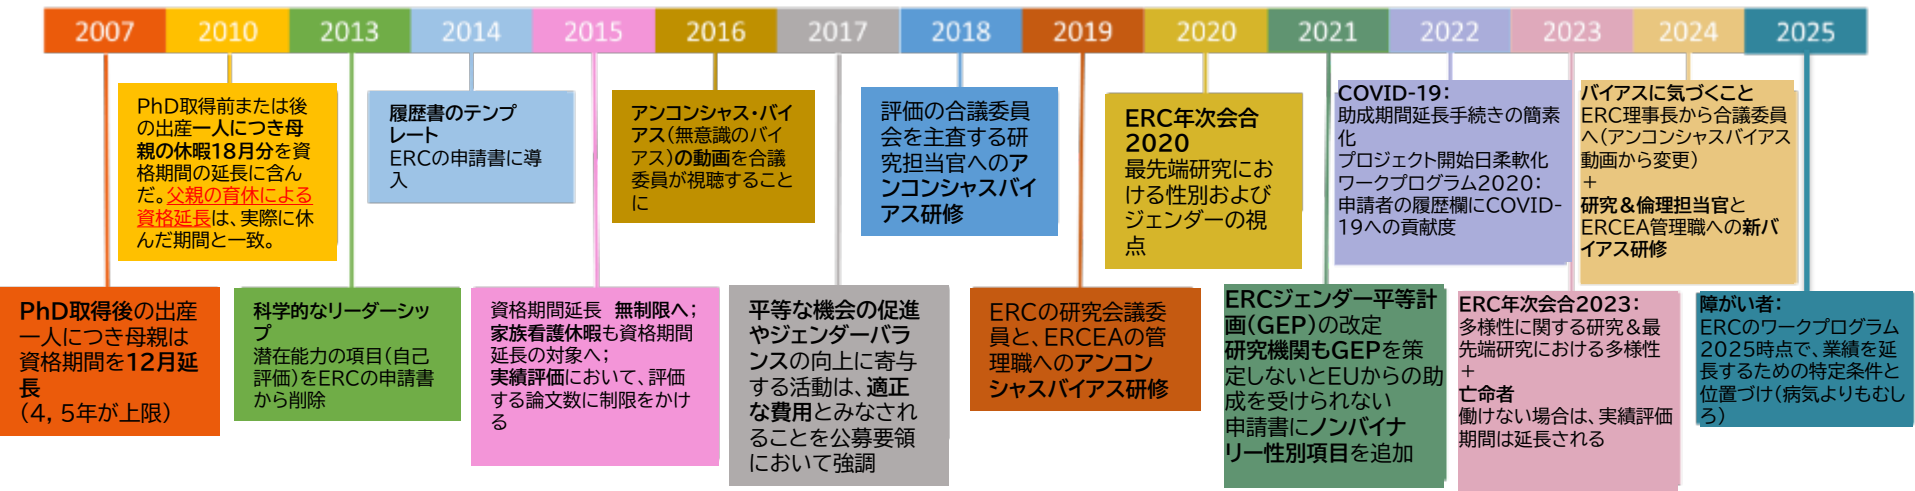 2007
2010
2013
2014
2015
2016
2017
2018
2019
2020
2021
2022
2023
2024
2025
PhD取得前または後
の出産一人につき母
親の休暇18月分を資
格期間の延長に含ん
だ。父親の育休による
資格延長は、実際に休
んだ期間と一致。
履歴書のテンプ
レート
ERCの申請書に導
入
アンコンシャス・バイ
アス(無意識のバイ
アス)の動画を合議
委員が視聴すること
に
評価の合議委員
会を主査する研
究担当官へのア
ンコンシャスバイ
アス研修
ERC年次会合
2020
最先端研究にお
ける性別および
ジェンダーの視
点
COVID-19:
助成期間延長手続きの簡素
化
プロジェクト開始日柔軟化
ワークプログラム2020:
申請者の履歴欄にCOVID-
19への貢献度
バイアスに気づくこと
ERC理事長から合議委員
へ(アンコンシャスバイアス
動画から変更)
+
研究&倫理担当官と
ERCEA管理職への新バ
イアス研修
PhD取得後の出産
一人につき母親は
資格期間を12月延
長
(4, 5年が上限)
科学的なリーダーシッ
プ
潜在能力の項目(自己
評価)をERCの申請書
から削除
資格期間延長 無制限へ;
家族看護休暇も資格期間
延長の対象へ;
実績評価において、評価
する論文数に制限をかけ
る
平等な機会の促進
やジェンダーバラ
ンスの向上に寄与
する活動は、適正
な費用とみなされ
ることを公募要領
において強調
ERCの研究会議委
員と、ERCEAの管
理職へのアンコン
シャスバイアス研修
ERCジェンダー平等計
画(GEP)の改定
研究機関もGEPを策
定しないとEUからの助
成を受けられない
申請書にノンバイナ
リー性別項目を追加
ERC年次会合2023:
多様性に関する研究&最
先端研究における多様性
+
亡命者
働けない場合は、実績評価
期間は延長される
障がい者:
ERCのワークプログラム
2025時点で、業績を延
長するための特定条件と
位置づけ(病気よりもむし
ろ)